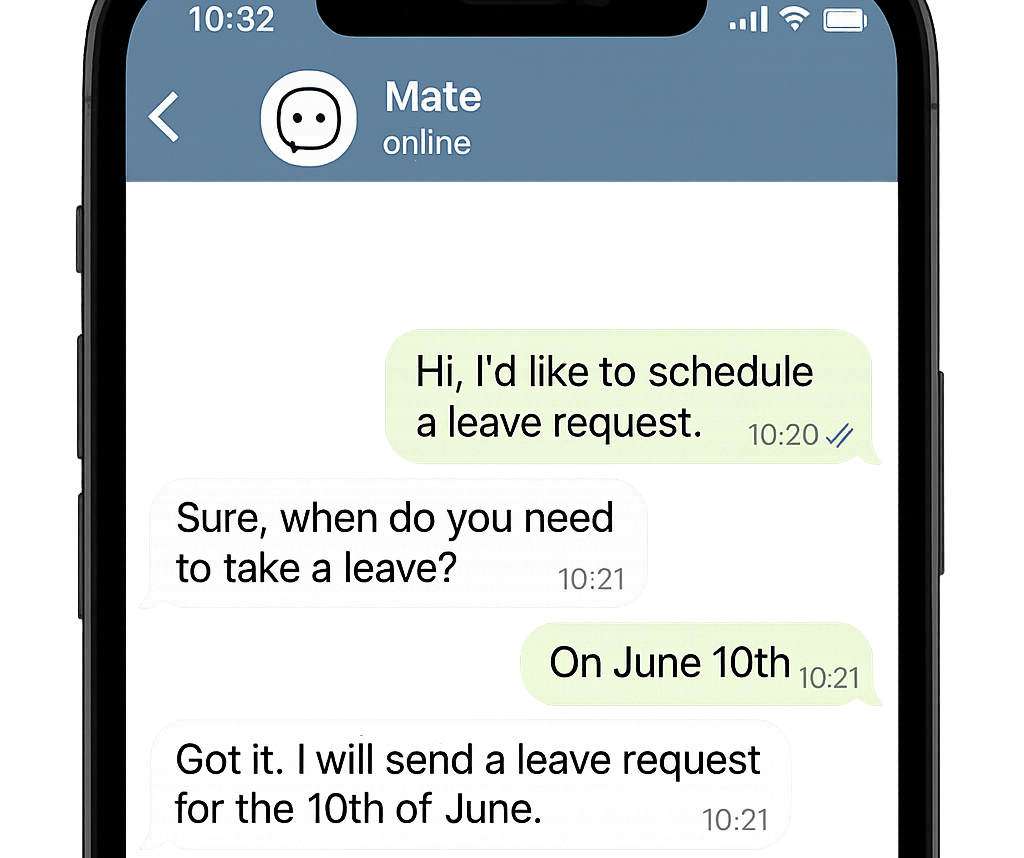 10:32
Mate
online
Hi, I'd like to schedule
a leave request. 10:20
Sure, when do you need
to take a leave? 10:21
On June 10th 10:21
Got it. I will send a leave request
for the 10th of June. 10:21